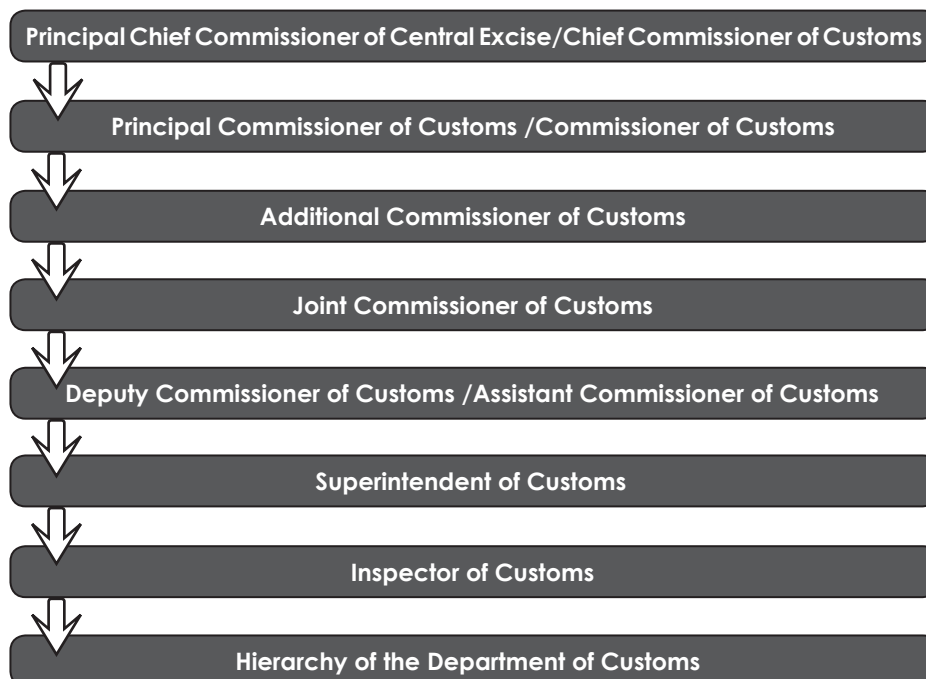 Principal Chief Commissioner of Central Excise/Chief Commissioner of Customs
Principal Commissioner of Customs /Commissioner of Customs
Additional Commissioner of Customs
Joint Commissioner of Customs
Deputy Commissioner of Customs /Assistant Commissioner of Customs
Superintendent of Customs
Inspector of Customs
Hierarchy of the Department of Customs